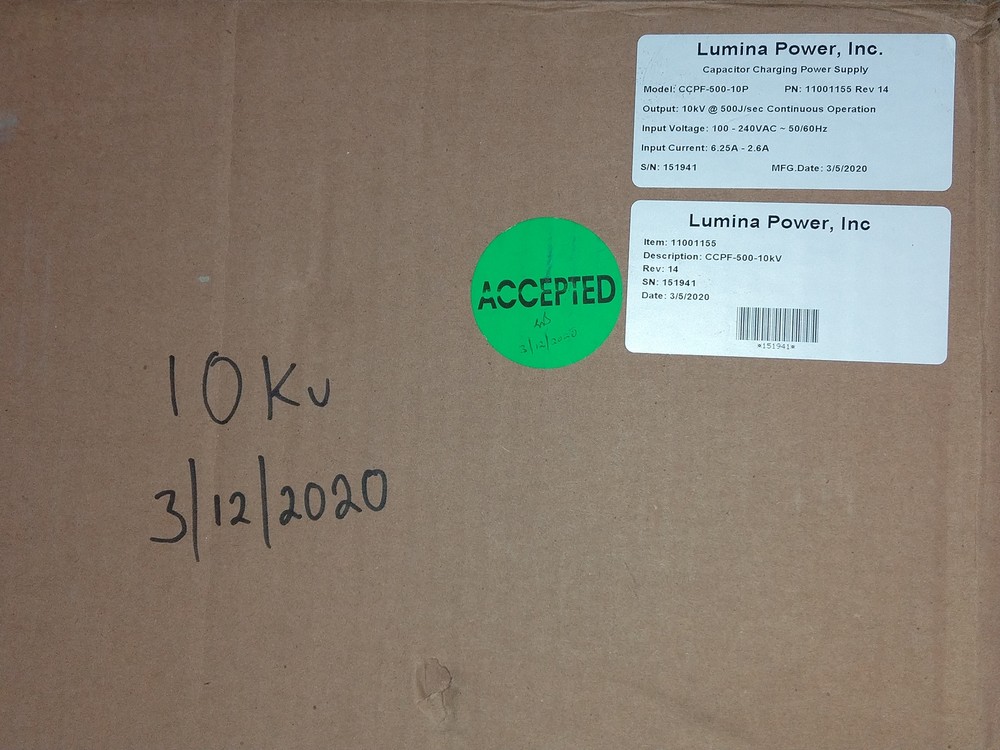 Lumina Power, Inc.
Capacitor Charging Power Supply
Model: CCPF-500-10P PN: 11001155 Rev 14
Output: 10kV @ 500J/sec Continuous Operation
Input Voltage: 100 - 240VAC ~ 50/60Hz
Input Current: 6.25A - 2.6A
S/N: 151941 MFG.Date: 3/5/2020
Lumina Power, Inc
Item: 11001155
Description: CCPF-500-10kV
Rev: 14
SN: 151941
Date: 3/5/2020
*151941*
ACCEPTED
3/12/2020
10Kv
3/12/2020